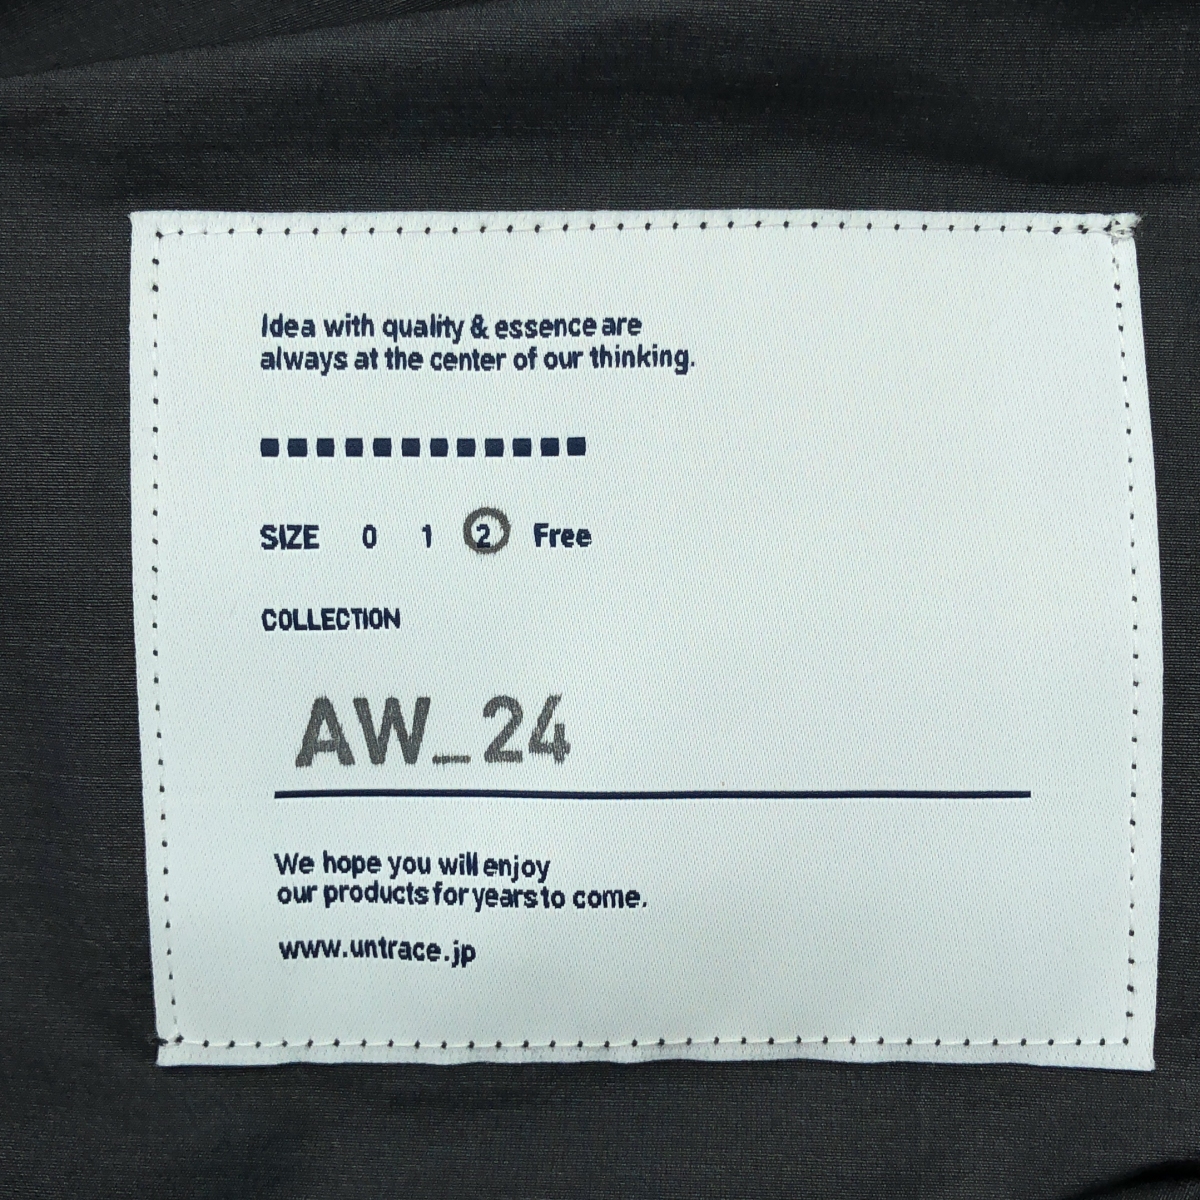 Idea with quality & essence are
always at the center of our thinking.
SIZE 0 1 2 Free
COLLECTION
AW_24
We hope you will enjoy
our products for years to come.
www.untrace.jp